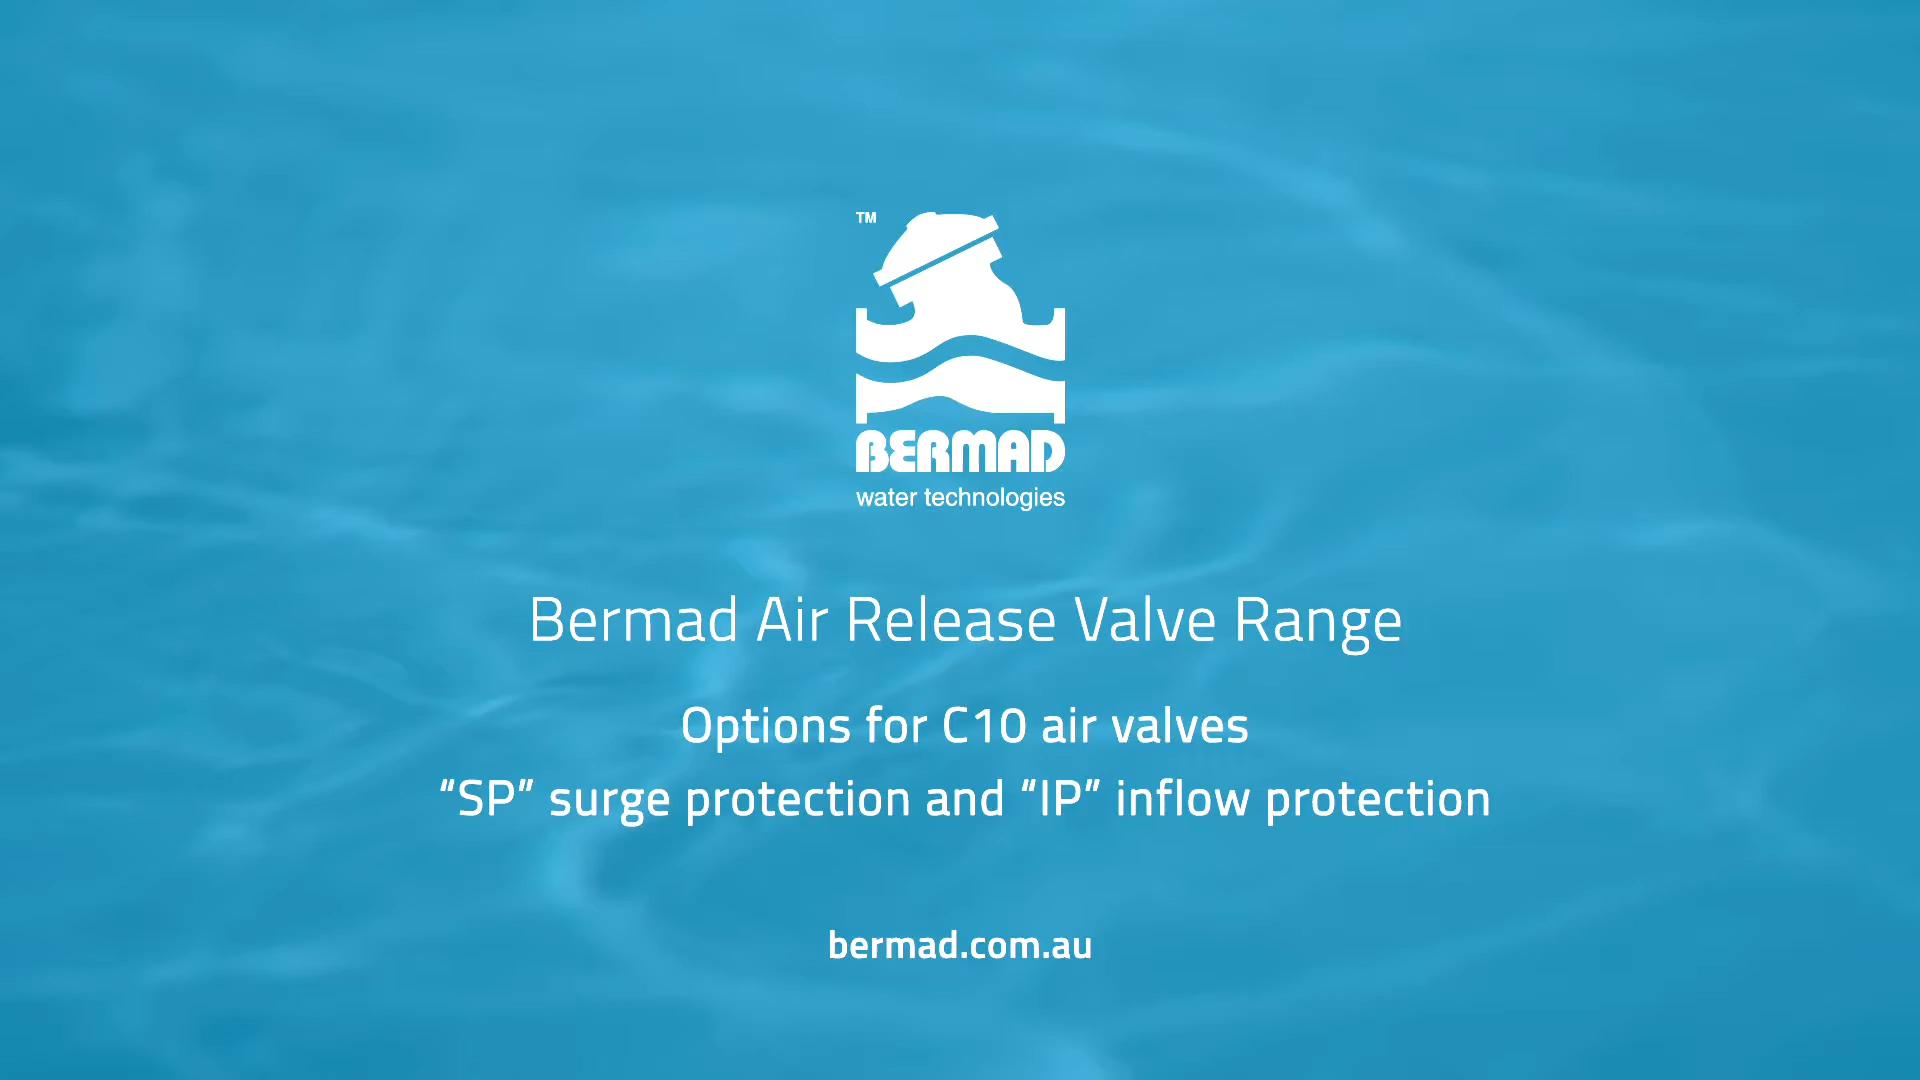 TM
BERMAD
water technologies
Bermad Air Release Valve Range
Options for C10 air valves
“SP” surge protection and “IP” inflow protection
bermad.com.au